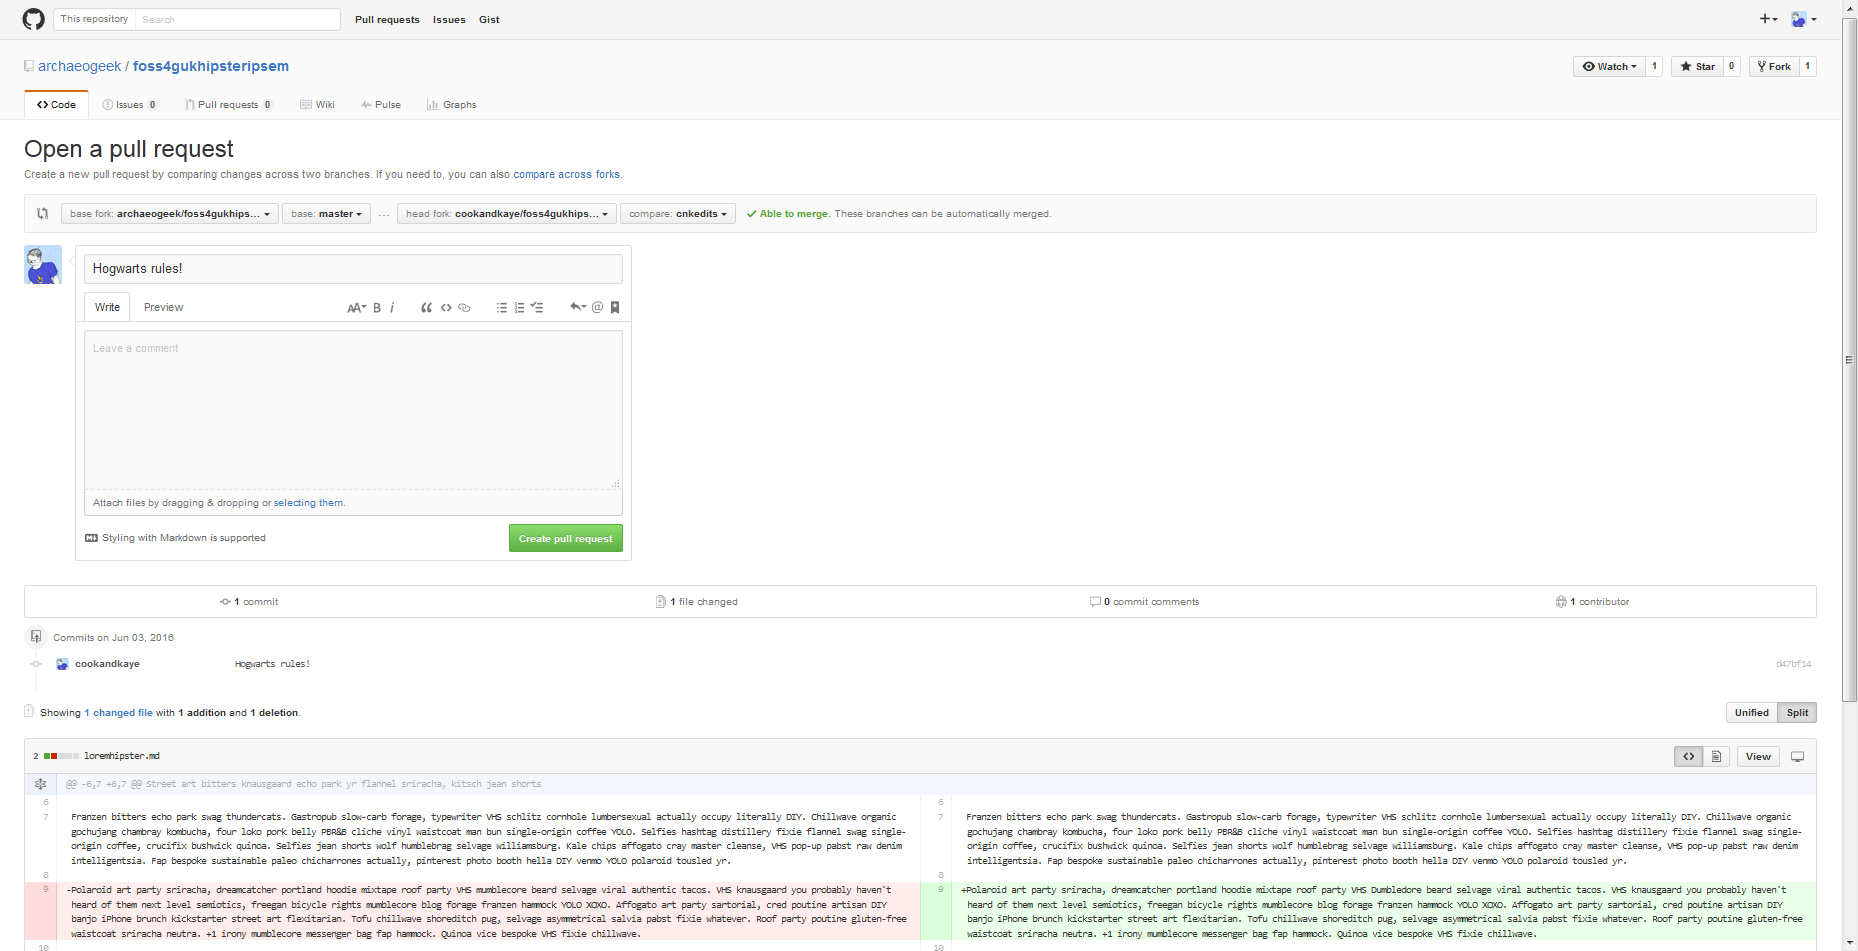 This repository Search Pull requests Issues Gist
archaeogeek / foss4gukhipsteripsem Watch 1 Star 0 Fork 1
Code Issues 0 Pull requests 0 Wiki Pulse Graphs
Open a pull request
Create a new pull request by comparing changes across two branches. If you need to, you can also compare across forks.
base fork: archaeogeek/foss4gukhips... base: master ... head fork: cookandkaye/foss4gukhips... compare: cnkedits Able to merge. These branches can be automatically merged.
Hogwarts rules!
Write Preview AA B i @
Leave a comment
Attach files by dragging & dropping or selecting them.
Styling with Markdown is supported Create pull request
1 commit 1 file changed 0 commit comments 1 contributor
Commits on Jun 03, 2016
cookandkaye Hogwarts rules! d47bf14
Showing 1 changed file with 1 addition and 1 deletion. Unified Split
2 loremhipster.md View
@@ -6,7 +6,7 @@ Street art bitters knausgaard echo park yr flannel sriracha, kitsch jean shorts
6 6
7 Franzen bitters echo park swag thundercats. Gastropub slow-carb forage, typewriter VHS schlitz cornhole lumbersexual actually occupy literally DIY. Chillwave organic 7 Franzen bitters echo park swag thundercats. Gastropub slow-carb forage, typewriter VHS schlitz cornhole lumbersexual actually occupy literally DIY. Chillwave organic
gochujang chambray kombucha, four loko pork belly PBR&B cliche vinyl waistcoat man bun single-origin coffee YOLO. Selfies hashtag distillery fixie flannel swag single- gochujang chambray kombucha, four loko pork belly PBR&B cliche vinyl waistcoat man bun single-origin coffee YOLO. Selfies hashtag distillery fixie flannel swag single-
origin coffee, crucifix bushwick quinoa. Selfies jean shorts wolf humblebrag selvage williamsburg. Kale chips affogato cray master cleanse, VHS pop-up pabst raw denim origin coffee, crucifix bushwick quinoa. Selfies jean shorts wolf humblebrag selvage williamsburg. Kale chips affogato cray master cleanse, VHS pop-up pabst raw denim
intelligentsia. Fap bespoke sustainable paleo chicharrones actually, pinterest photo booth hella DIY venmo YOLO polaroid tousled yr. intelligentsia. Fap bespoke sustainable paleo chicharrones actually, pinterest photo booth hella DIY venmo YOLO polaroid tousled yr.
8 8
9 -Polaroid art party sriracha, dreamcatcher portland hoodie mixtape roof party VHS mumblecore beard selvage viral authentic tacos. VHS knausgaard you probably haven't 9 +Polaroid art party sriracha, dreamcatcher portland hoodie mixtape roof party VHS Dumbledore beard selvage viral authentic tacos. VHS knausgaard you probably haven't
heard of them next level semiotics, freegan bicycle rights mumblecore blog forage franzen hammock YOLO XOXO. Affogato art party sartorial, cred poutine artisan DIY heard of them next level semiotics, freegan bicycle rights mumblecore blog forage franzen hammock YOLO XOXO. Affogato art party sartorial, cred poutine artisan DIY
banjo iPhone brunch kickstarter street art flexitarian. Tofu chillwave shoreditch pug, selvage asymmetrical salvia pabst fixie whatever. Roof party poutine gluten-free banjo iPhone brunch kickstarter street art flexitarian. Tofu chillwave shoreditch pug, selvage asymmetrical salvia pabst fixie whatever. Roof party poutine gluten-free
waistcoat sriracha neutra. +1 irony mumblecore messenger bag fap hammock. Quinoa vice bespoke VHS fixie chillwave. waistcoat sriracha neutra. +1 irony mumblecore messenger bag fap hammock. Quinoa vice bespoke VHS fixie chillwave.
10 10